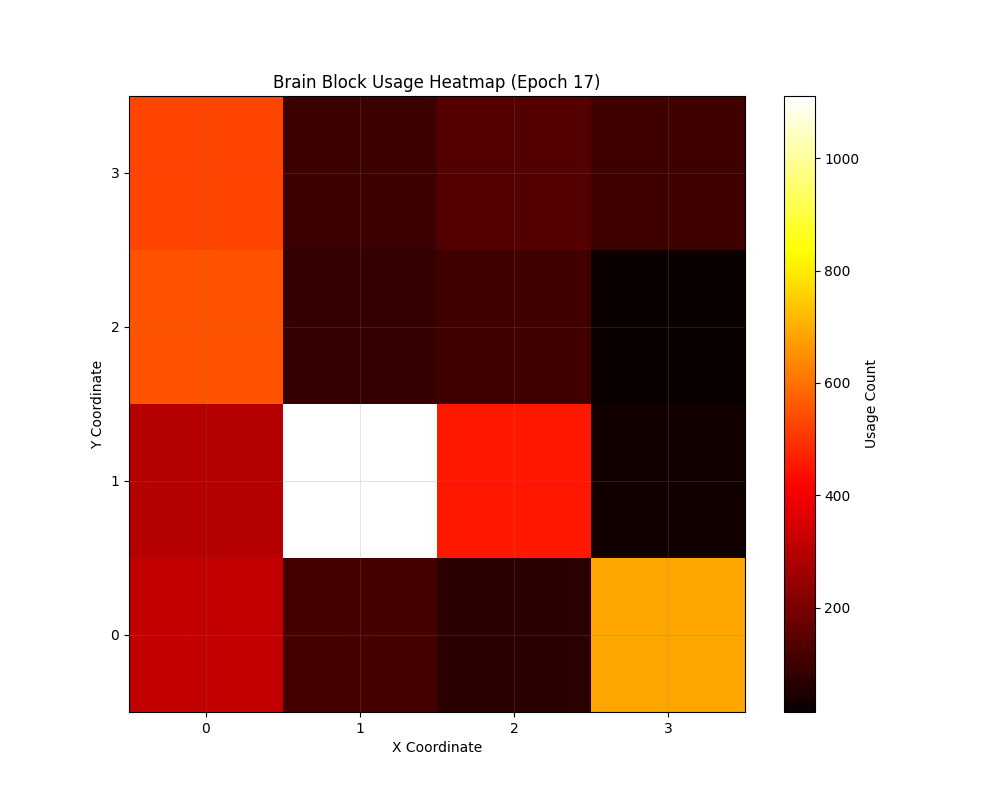 Brain Block Usage Heatmap (Epoch 17)
3
2
1
0
Y Coordinate
0 1 2 3
X Coordinate
1000
800
600
400
200
Usage Count